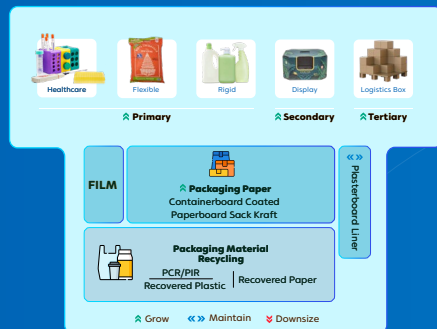 Healthcare Flexible Rigid Display Logistics Box
Primary Secondary Tertiary
FILM
Packaging Paper
Containerboard Coated
Paperboard Sack Kraft
Plasterboard Liner
Packaging Material
Recycling
PCR/PIR
Recovered Plastic
Recovered Paper
Grow Maintain Downsize